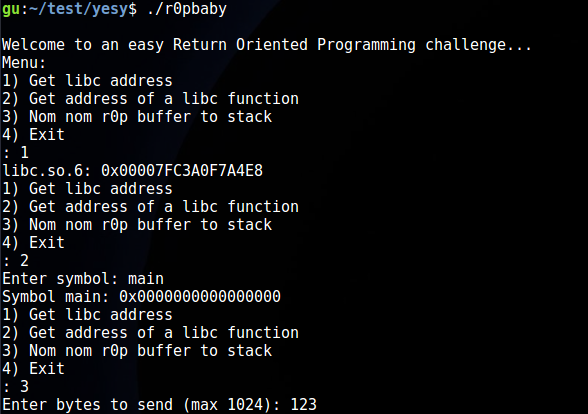 gu:~/test/yesy$ ./r0pbaby
Welcome to an easy Return Oriented Programming challenge...
Menu:
1) Get libc address
2) Get address of a libc function
3) Nom nom r0p buffer to stack
4) Exit
: 1
libc.so.6: 0x00007FC3A0F7A4E8
1) Get libc address
2) Get address of a libc function
3) Nom nom r0p buffer to stack
4) Exit
: 2
Enter symbol: main
Symbol main: 0x0000000000000000
1) Get libc address
2) Get address of a libc function
3) Nom nom r0p buffer to stack
4) Exit
: 3
Enter bytes to send (max 1024): 123